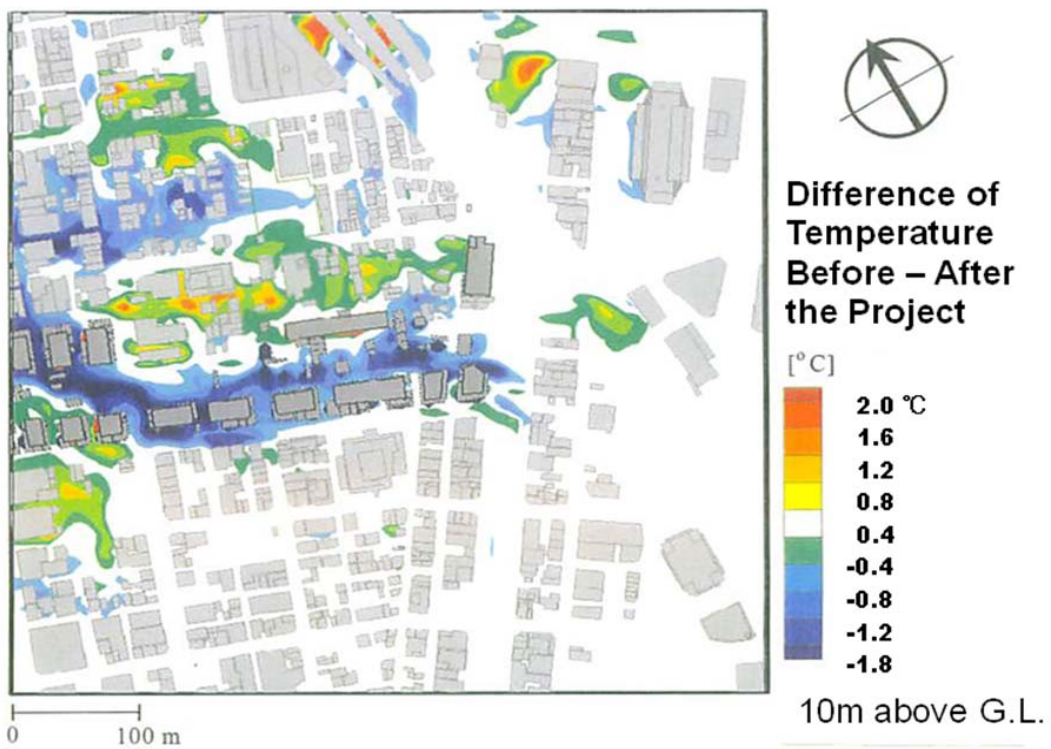 Difference of
Temperature
Before – After
the Project
[°C]
2.0 ℃
1.6
1.2
0.8
0.4
-0.4
-0.8
-1.2
-1.8
10m above G.L.
0 100 m